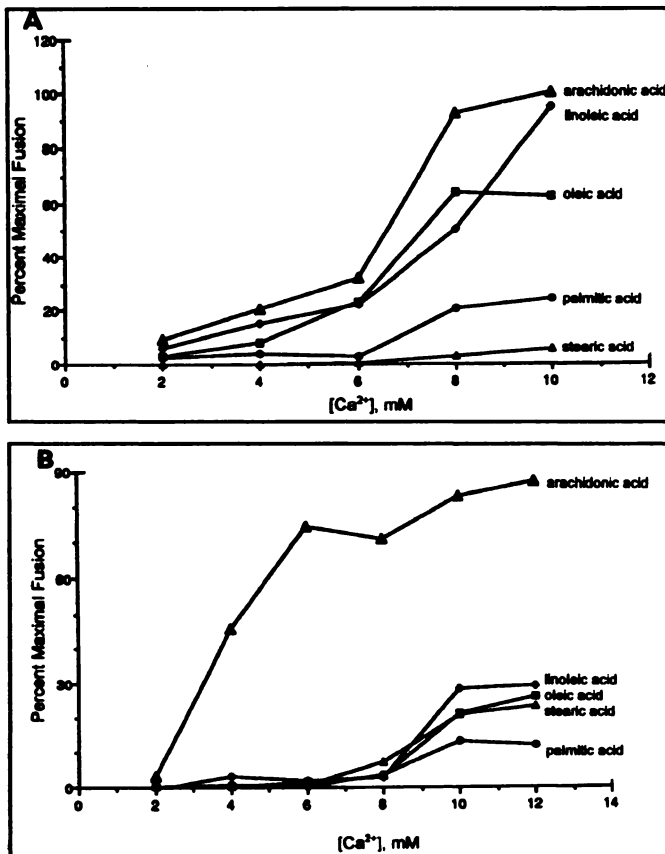 A
120
100
80
60
40
20
0
Percent Maximal Fusion
arachidonic acid
linoleic acid
oleic acid
palmitic acid
stearic acid
0 2 4 6 8 10 12
[Ca²⁺], mM
B
90
60
30
0
Percent Maximal Fusion
arachidonic acid
linoleic acid
oleic acid
stearic acid
palmitic acid
0 2 4 6 8 10 12 14
[Ca²⁺], mM